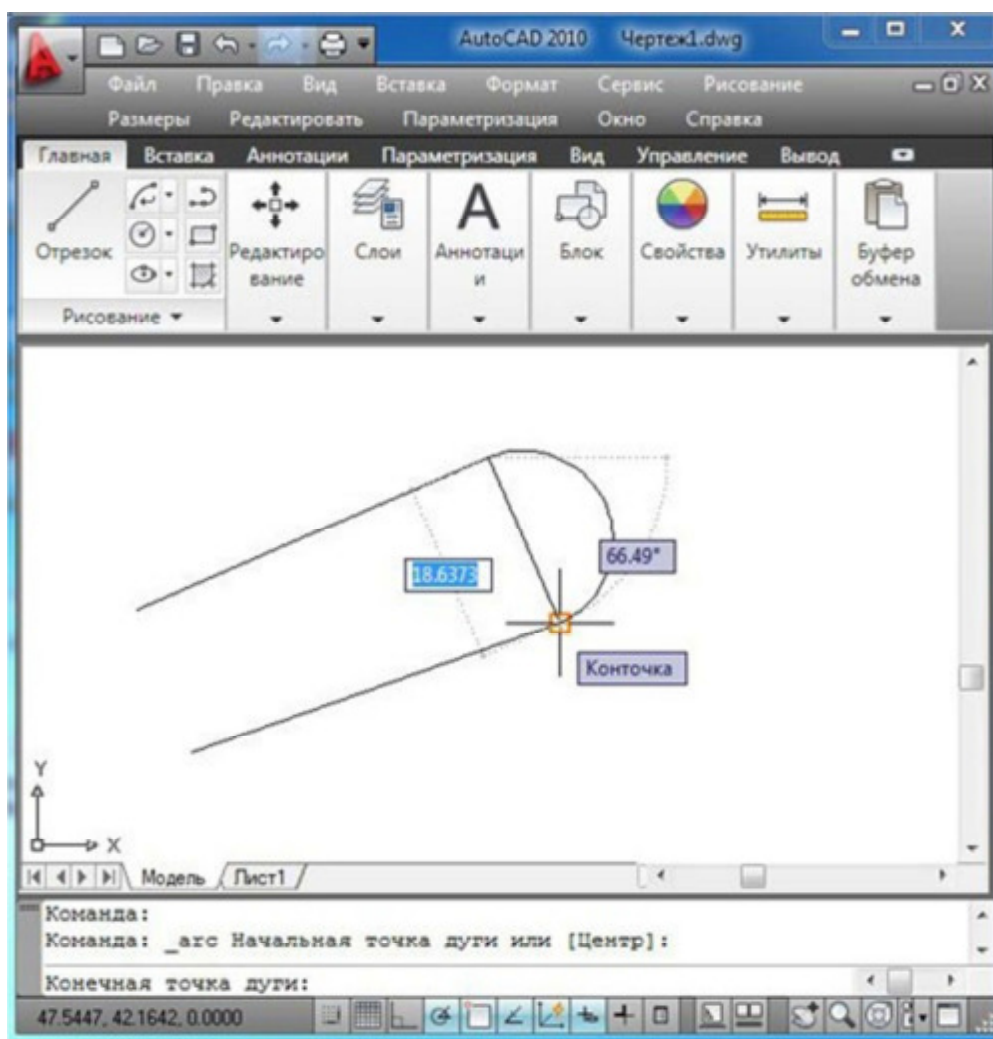 AutoCAD 2010 Чертеж1.dwg
Файл Правка Вид Вставка Формат Сервис Рисование
Размеры Редактировать Параметризация Окно Справка
Главная Вставка Аннотации Параметризация Вид Управление Вывод
Отрезок
Редактиро
вание
Слои
A
Аннотаци
и
Блок
Свойства
Утилиты
Буфер
обмена
Рисование
66.49°
18.6373
Конточка
Y
X
Модель Лист1
Команда:
Команда: _arc Начальная точка дуги или [Центр]:
Конечная точка дуги:
47.5447, 42.1642, 0.0000